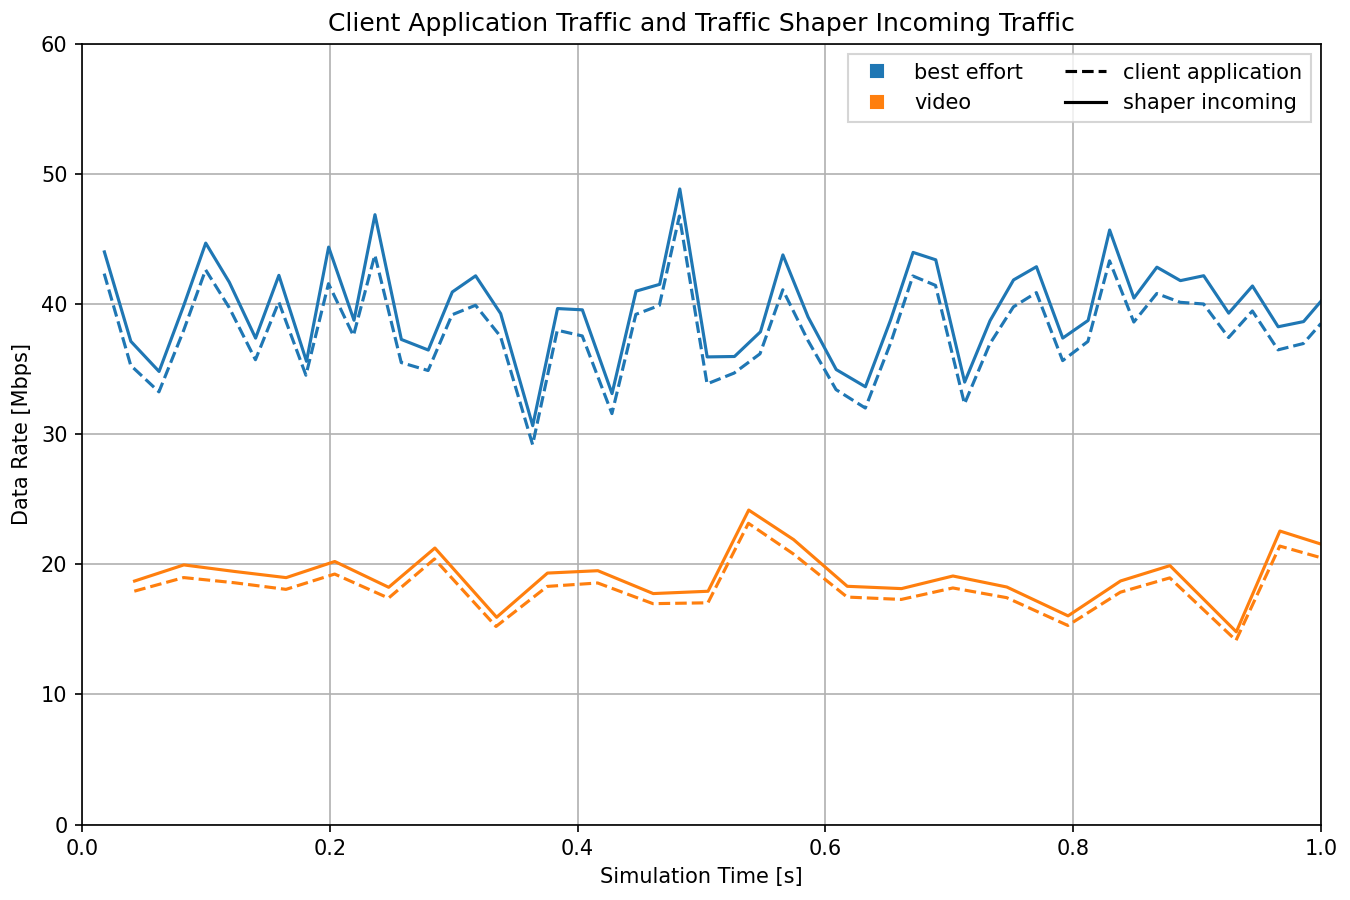 Client Application Traffic and Traffic Shaper Incoming Traffic
60
50
40
30
20
10
0
Data Rate [Mbps]
best effort
video
client application
shaper incoming
0.0 0.2 0.4 0.6 0.8 1.0
Simulation Time [s]